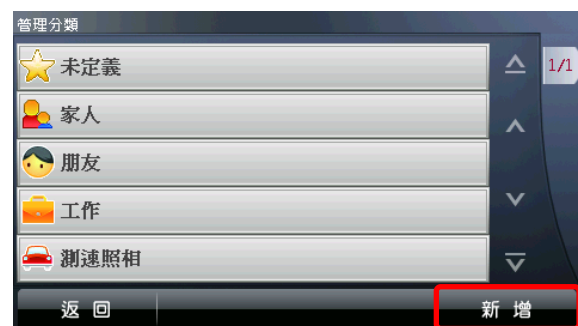 管理分類
未定義
1/1
家人
朋友
工作
測速照相
返回
新增